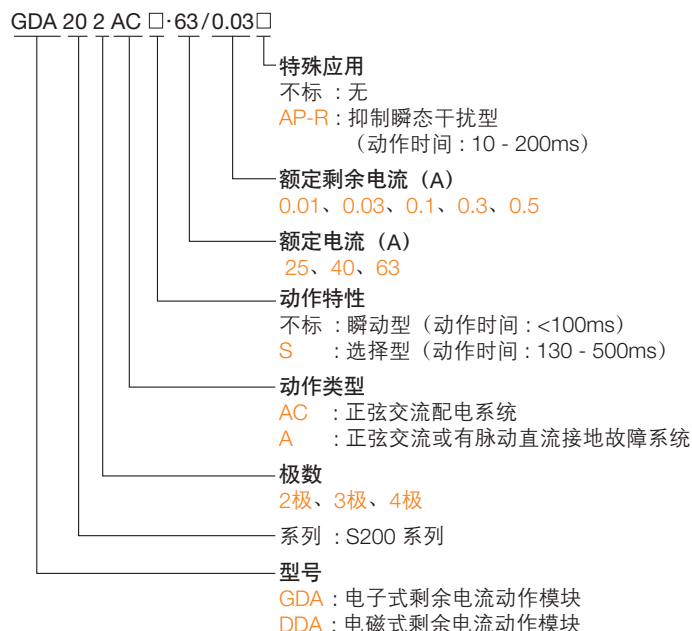 GDA 20 2 AC □·63/0.03□
特殊应用
不标 : 无
AP-R : 抑制瞬态干扰型
（动作时间 : 10 - 200ms）
额定剩余电流（A）
0.01、0.03、0.1、0.3、0.5
额定电流（A）
25、40、63
动作特性
不标 : 瞬动型（动作时间 : <100ms）
S : 选择型（动作时间 : 130 - 500ms）
动作类型
AC : 正弦交流配电系统
A : 正弦交流或有脉动直流接地故障系统
极数
2极、3极、4极
系列 : S200 系列
型号
GDA : 电子式剩余电流动作模块
DDA : 电磁式剩余电流动作模块